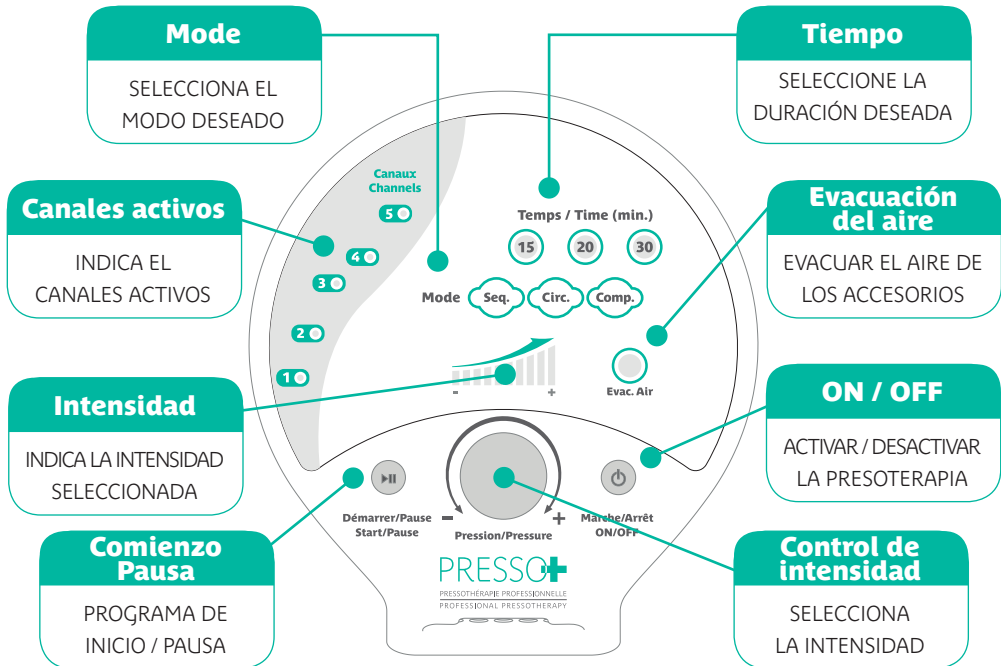 Mode
SELECCIONA EL
MODO DESEADO
Tiempo
SELECCIONE LA
DURACIÓN DESEADA
Canales activos
INDICA EL
CANALES ACTIVOS
Evacuación
del aire
EVACUAR EL AIRE DE
LOS ACCESORIOS
Canaux
Channels
5
4
3
2
1
Temps / Time (min.)
15 20 30
Mode Seq. Circ. Comp.
- +
Evac. Air
Intensidad
INDICA LA INTENSIDAD
SELECCIONADA
ON / OFF
ACTIVAR / DESACTIVAR
LA PRESOTERAPIA
Démarrer/Pause
Start/Pause
- +
Pression/Pressure
Marche/Arrêt
ON/OFF
Comienzo
Pausa
PROGRAMA DE
INICIO / PAUSA
Control de
intensidad
SELECCIONA
LA INTENSIDAD
PRESSO+
PRESSOTHÉRAPIE PROFESSIONNELLE
PROFESSIONAL PRESSOTHERAPY